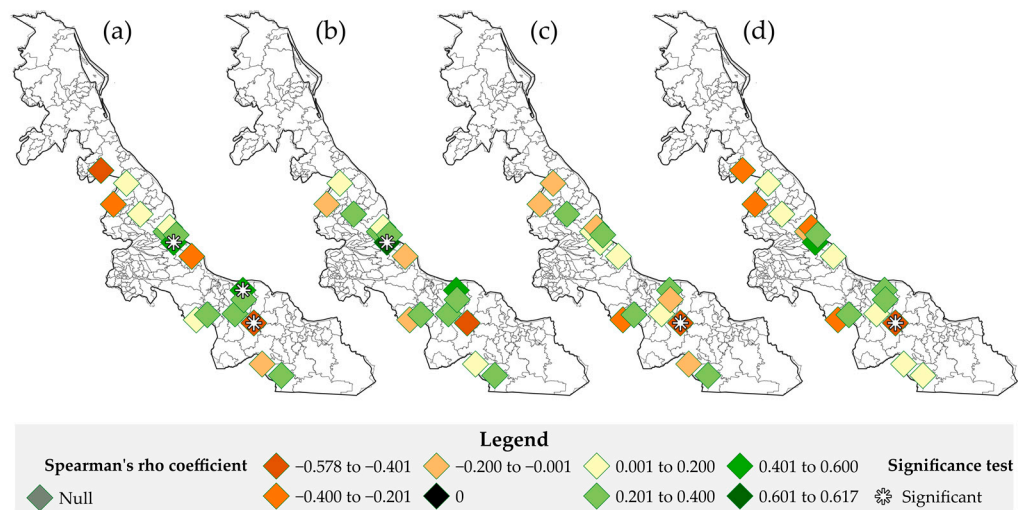 (a) (b) (c) (d)
Legend
Spearman's rho coefficient −0.578 to −0.401 −0.200 to −0.001 0.001 to 0.200 0.401 to 0.600 Significance test
Null −0.400 to −0.201 0 0.201 to 0.400 0.601 to 0.617 Significant